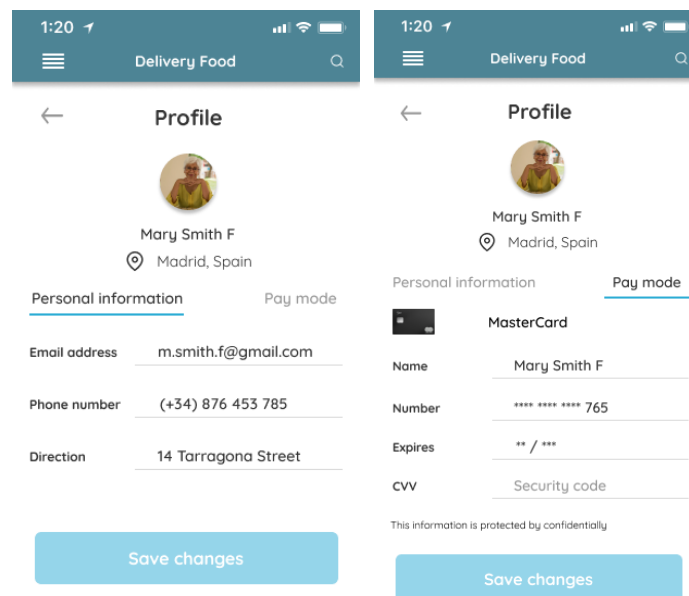 1:20
Delivery Food
Profile
Mary Smith F
Madrid, Spain
Personal information Pay mode
Email address m.smith.f@gmail.com
Phone number (+34) 876 453 785
Direction 14 Tarragona Street
Save changes
1:20
Delivery Food
Profile
Mary Smith F
Madrid, Spain
Personal information Pay mode
MasterCard
Name Mary Smith F
Number **** **** **** 765
Expires ** / ***
CVV Security code
This information is protected by confidentially
Save changes